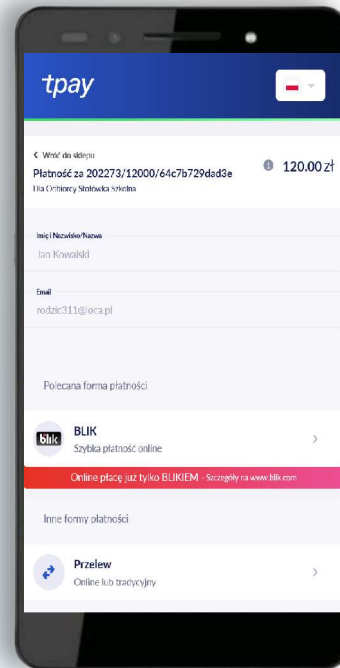 tpay
Wróć do sklepu
Płatność za 202273/12000/64c7b729dad3e
120.00 zł
Dla Odbiorcy Stołówka Szkolna
Imię i Nazwisko/Nazwa
Jan Kowalski
Email
rodzic311@loca.pl
Polecana forma płatności
blik
BLIK
Szybka płatność online
Online płacę już tylko BLIKIEM - Szczegóły na www.blik.com
Inne formy płatności
Przelew
Online lub tradycyjny